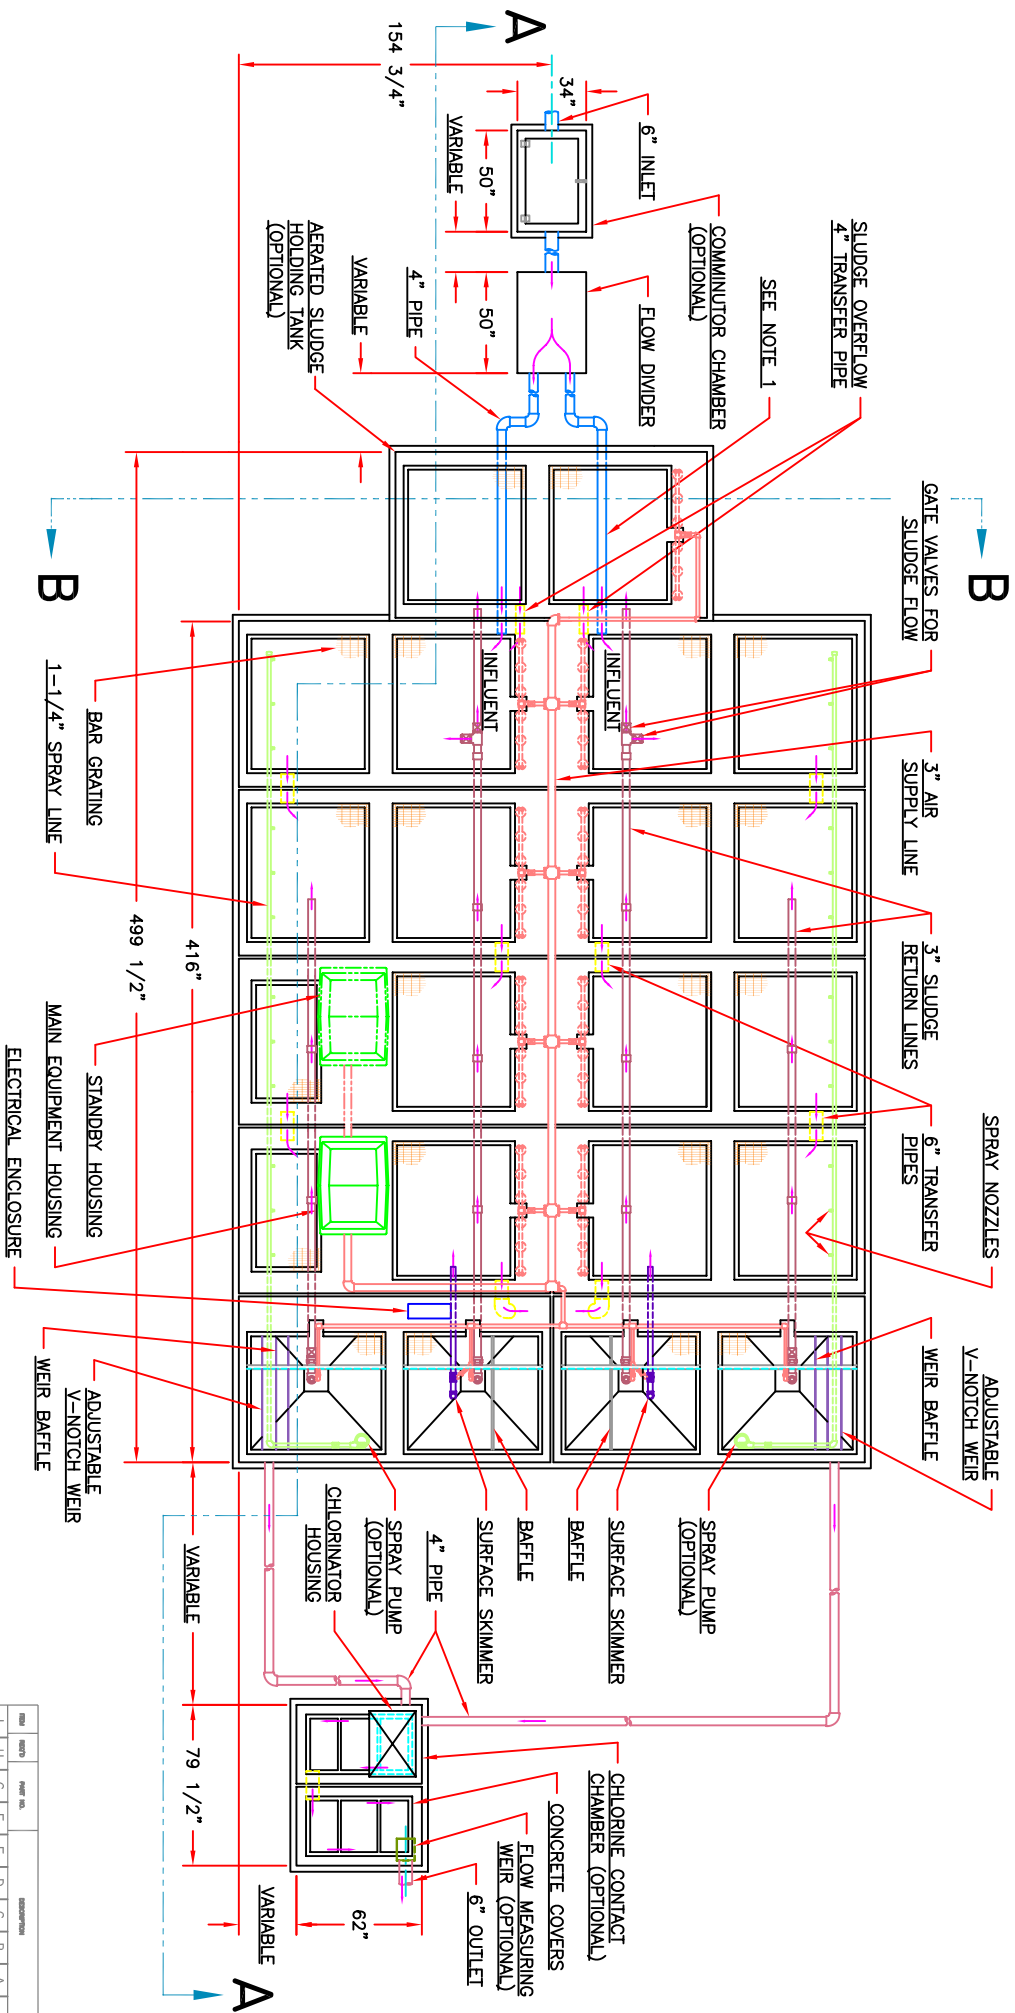 A
154 3/4"
34"
6" INLET
50"
VARIABLE
COMMINUTOR CHAMBER
(OPTIONAL)
SLUDGE OVERFLOW
4" TRANSFER PIPE
SEE NOTE 1
FLOW DIVIDER
50"
VARIABLE
4" PIPE
AERATED SLUDGE
HOLDING TANK
(OPTIONAL)
B
B
GATE VALVES FOR
SLUDGE FLOW
3" AIR
SUPPLY LINE
3" SLUDGE
RETURN LINES
6" TRANSFER
PIPES
SPRAY NOZZLES
WEIR BAFFLE
ADJUSTABLE
V-NOTCH WEIR
INFLUENT
INFLUENT
BAR GRATING
1-1/4" SPRAY LINE
416"
499 1/2"
STANDBY HOUSING
MAIN EQUIPMENT HOUSING
ELECTRICAL ENCLOSURE
WEIR BAFFLE
ADJUSTABLE
V-NOTCH WEIR
SPRAY PUMP
(OPTIONAL)
SURFACE SKIMMER
BAFFLE
BAFFLE
SURFACE SKIMMER
4" PIPE
SPRAY PUMP
(OPTIONAL)
CHLORINATOR
HOUSING
VARIABLE
79 1/2"
CHLORINE CONTACT
CHAMBER (OPTIONAL)
CONCRETE COVERS
FLOW MEASURING
WEIR (OPTIONAL)
6" OUTLET
62"
VARIABLE
A
ITEM
REQ'D
PART NO.
DESCRIPTION